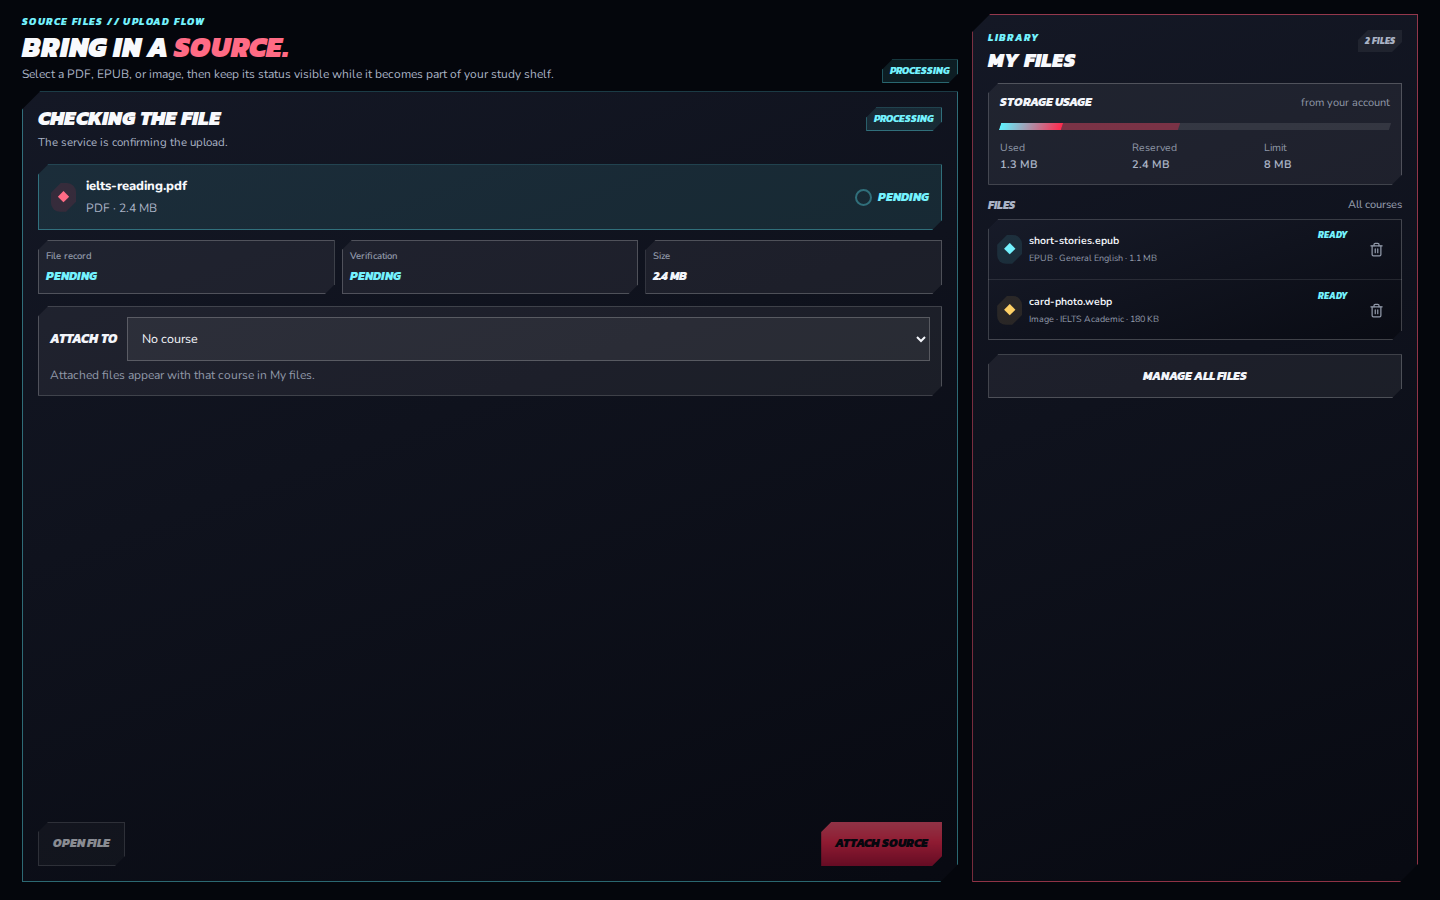 SOURCE FILES // UPLOAD FLOW
BRING IN A SOURCE.
Select a PDF, EPUB, or image, then keep its status visible while it becomes part of your study shelf.
PROCESSING
CHECKING THE FILE
PROCESSING
The service is confirming the upload.
ielts-reading.pdf
PDF · 2.4 MB
PENDING
File record
PENDING
Verification
PENDING
Size
2.4 MB
ATTACH TO
No course
Attached files appear with that course in My files.
OPEN FILE
ATTACH SOURCE
LIBRARY
MY FILES
2 FILES
STORAGE USAGE
from your account
Used
1.3 MB
Reserved
2.4 MB
Limit
8 MB
FILES
All courses
short-stories.epub
EPUB · General English · 1.1 MB
READY
card-photo.webp
Image · IELTS Academic · 180 KB
READY
MANAGE ALL FILES